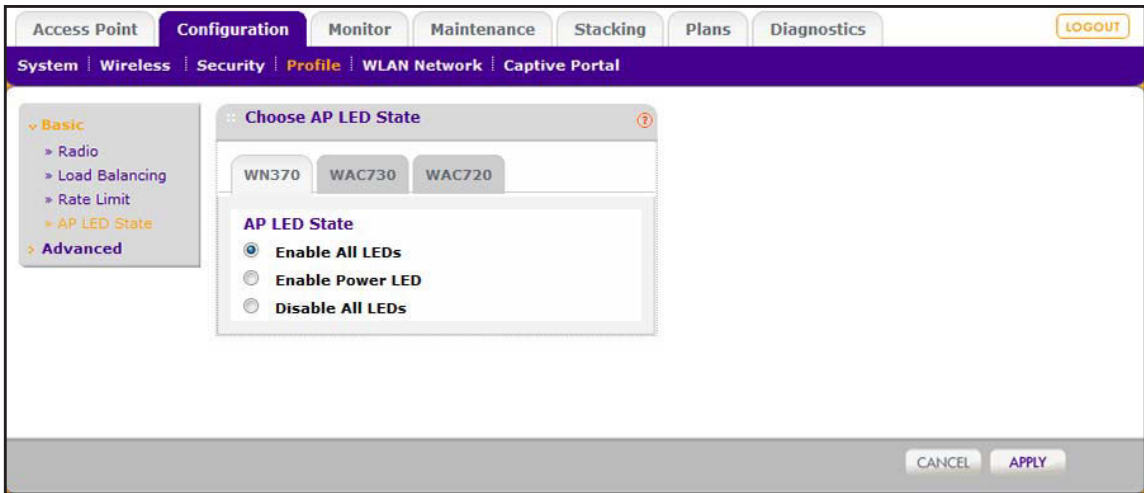 Access Point Configuration Monitor Maintenance Stacking Plans Diagnostics LOGOUT
System Wireless Security Profile WLAN Network Captive Portal
Basic
» Radio
» Load Balancing
» Rate Limit
» AP LED State
Advanced
Choose AP LED State ?
WN370 WAC730 WAC720
AP LED State
Enable All LEDs
Enable Power LED
Disable All LEDs
CANCEL APPLY